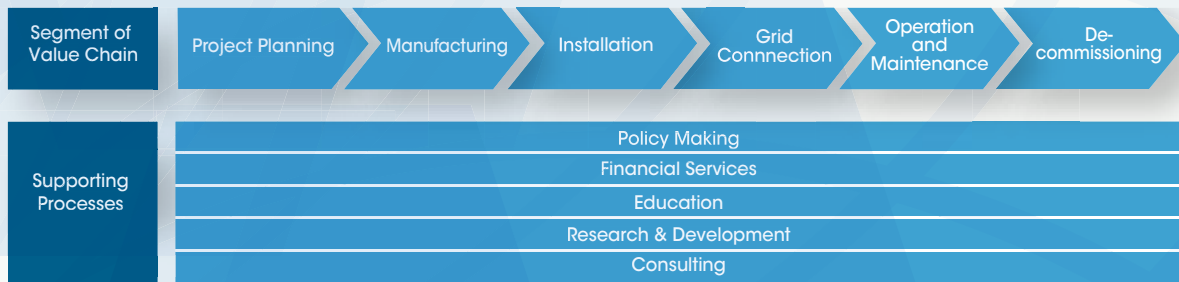 Segment of
Value Chain
Project Planning
Manufacturing
Installation
Grid
Connnection
Operation
and
Maintenance
De-
commissioning
Supporting
Processes
Policy Making
Financial Services
Education
Research & Development
Consulting